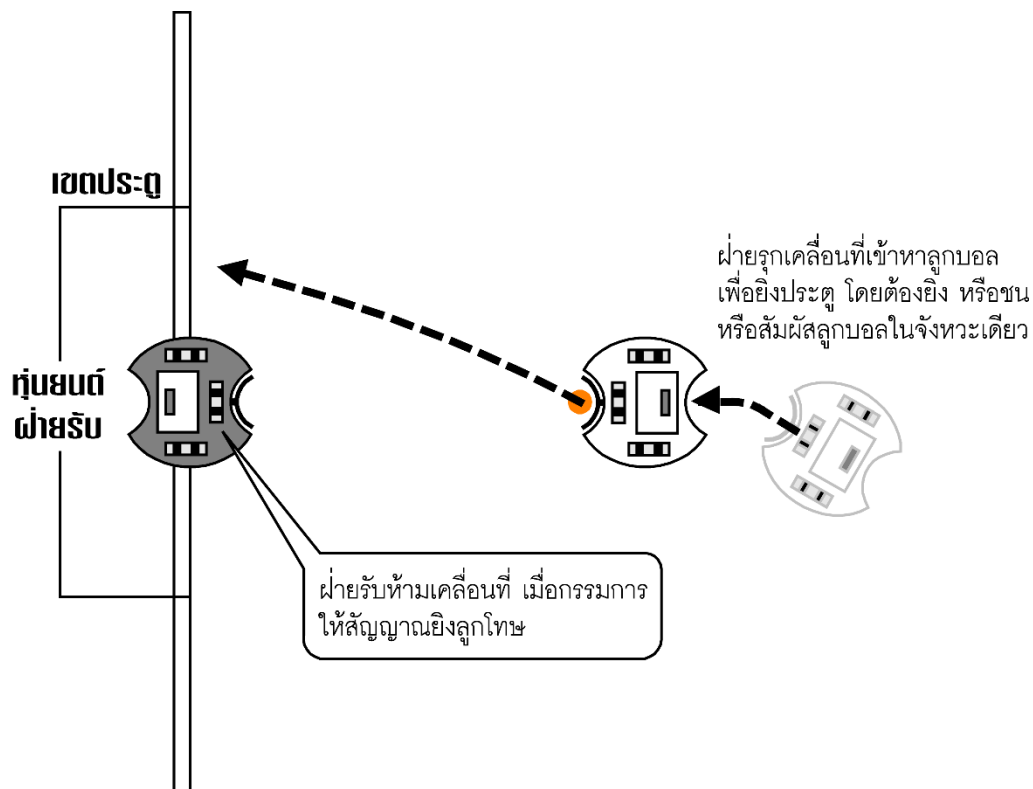 เขตประตู
ฝ่ายรุกเคลื่อนที่เข้าหาลูกบอล
เพื่อยิงประตู โดยต้องยิง หรือชน
หรือสัมผัสลูกบอลในจังหวะเดียว
หุ่นยนต์
ฝ่ายรับ
ฝ่ายรับห้ามเคลื่อนที่ เมื่อกรรมการ
ให้สัญญาณยิงลูกโทษ